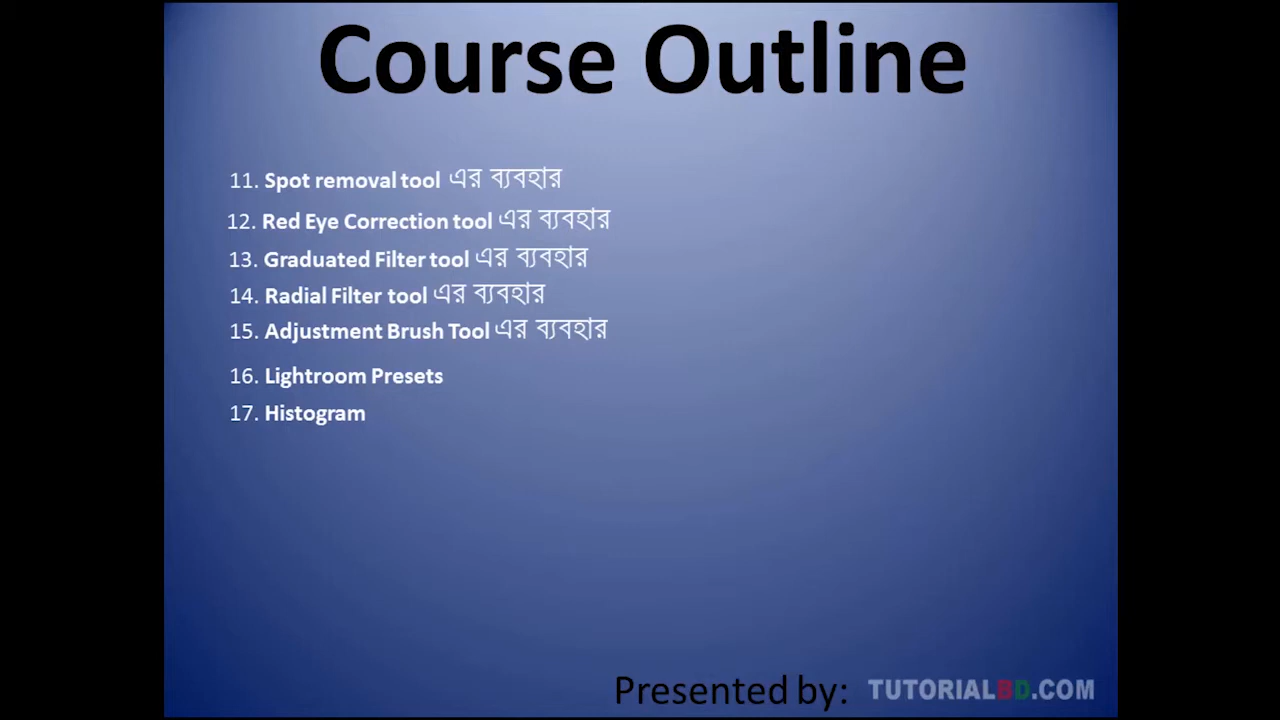 Course Outline
11. Spot removal tool এর ব্যবহার
12. Red Eye Correction tool এর ব্যবহার
13. Graduated Filter tool এর ব্যবহার
14. Radial Filter tool এর ব্যবহার
15. Adjustment Brush Tool এর ব্যবহার
16. Lightroom Presets
17. Histogram
Presented by: TUTORIALBD.COM